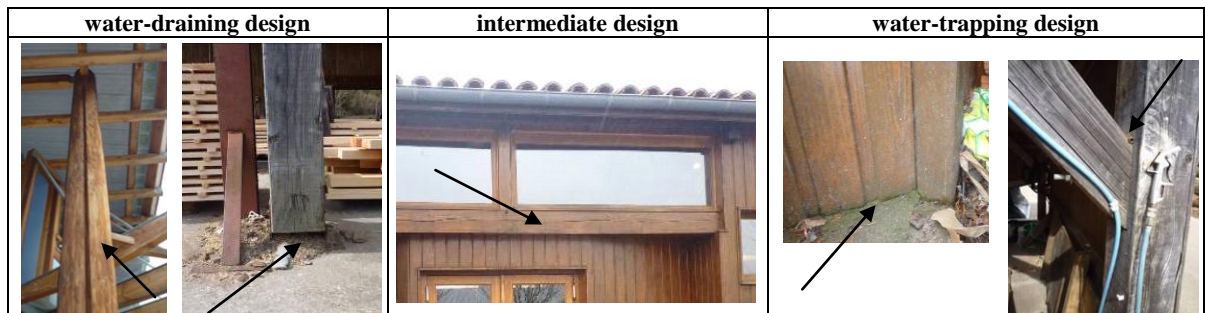 water-draining design
intermediate design
water-trapping design